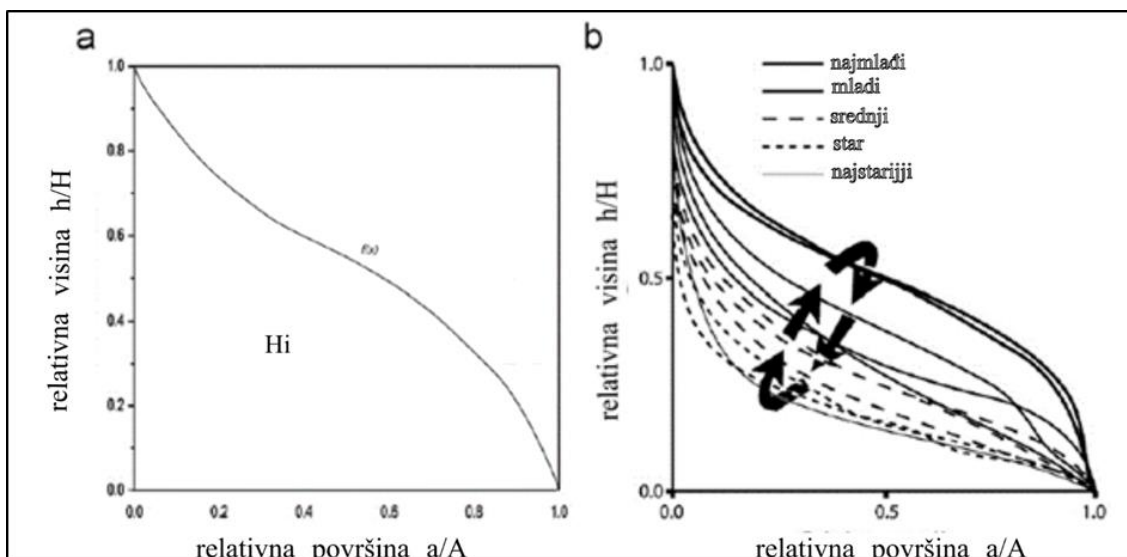 a
relativna visina h/H
1.0
0.8
0.6
0.4
0.2
0.0
f(x)
Hi
0.0 0.2 0.4 0.6 0.8 1.0
relativna površina a/A
b
relativna visina h/H
1.0
0.5
0.0
najmlađi
mladi
srednji
star
najstarijji
0.0 0.5 1.0
relativna površina a/A